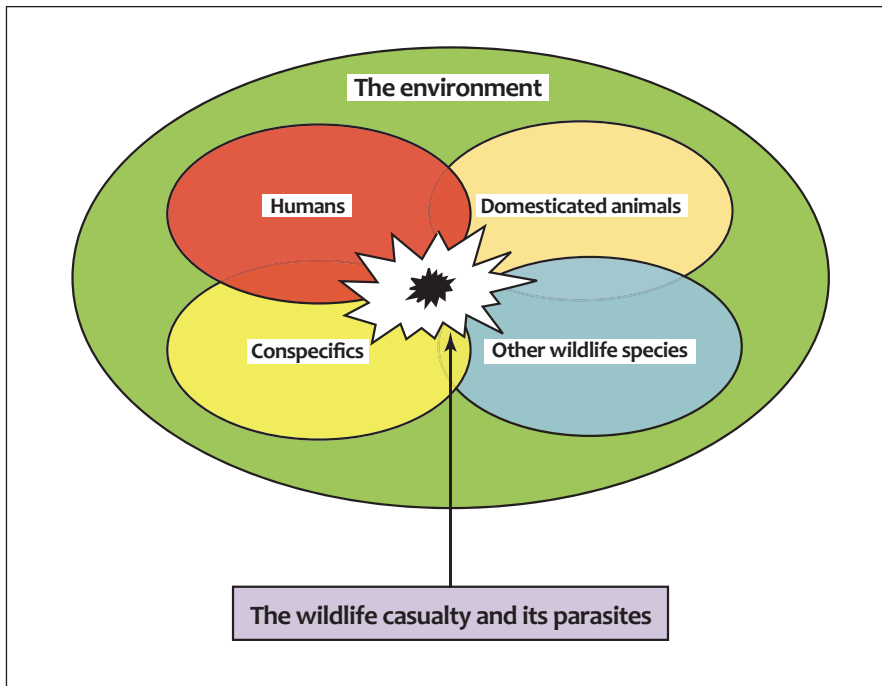 The environment
Humans
Domesticated animals
Conspecifics
Other wildlife species
The wildlife casualty and its parasites